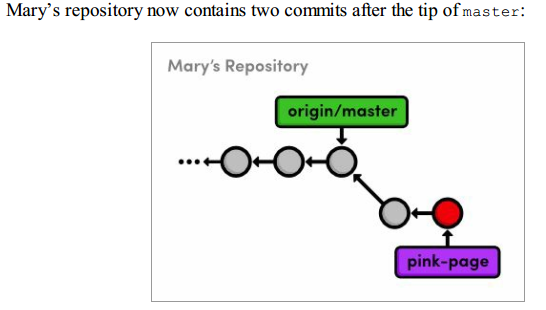 Mary’s repository now contains two commits after the tip of master:
Mary’s Repository
origin/master
pink-page